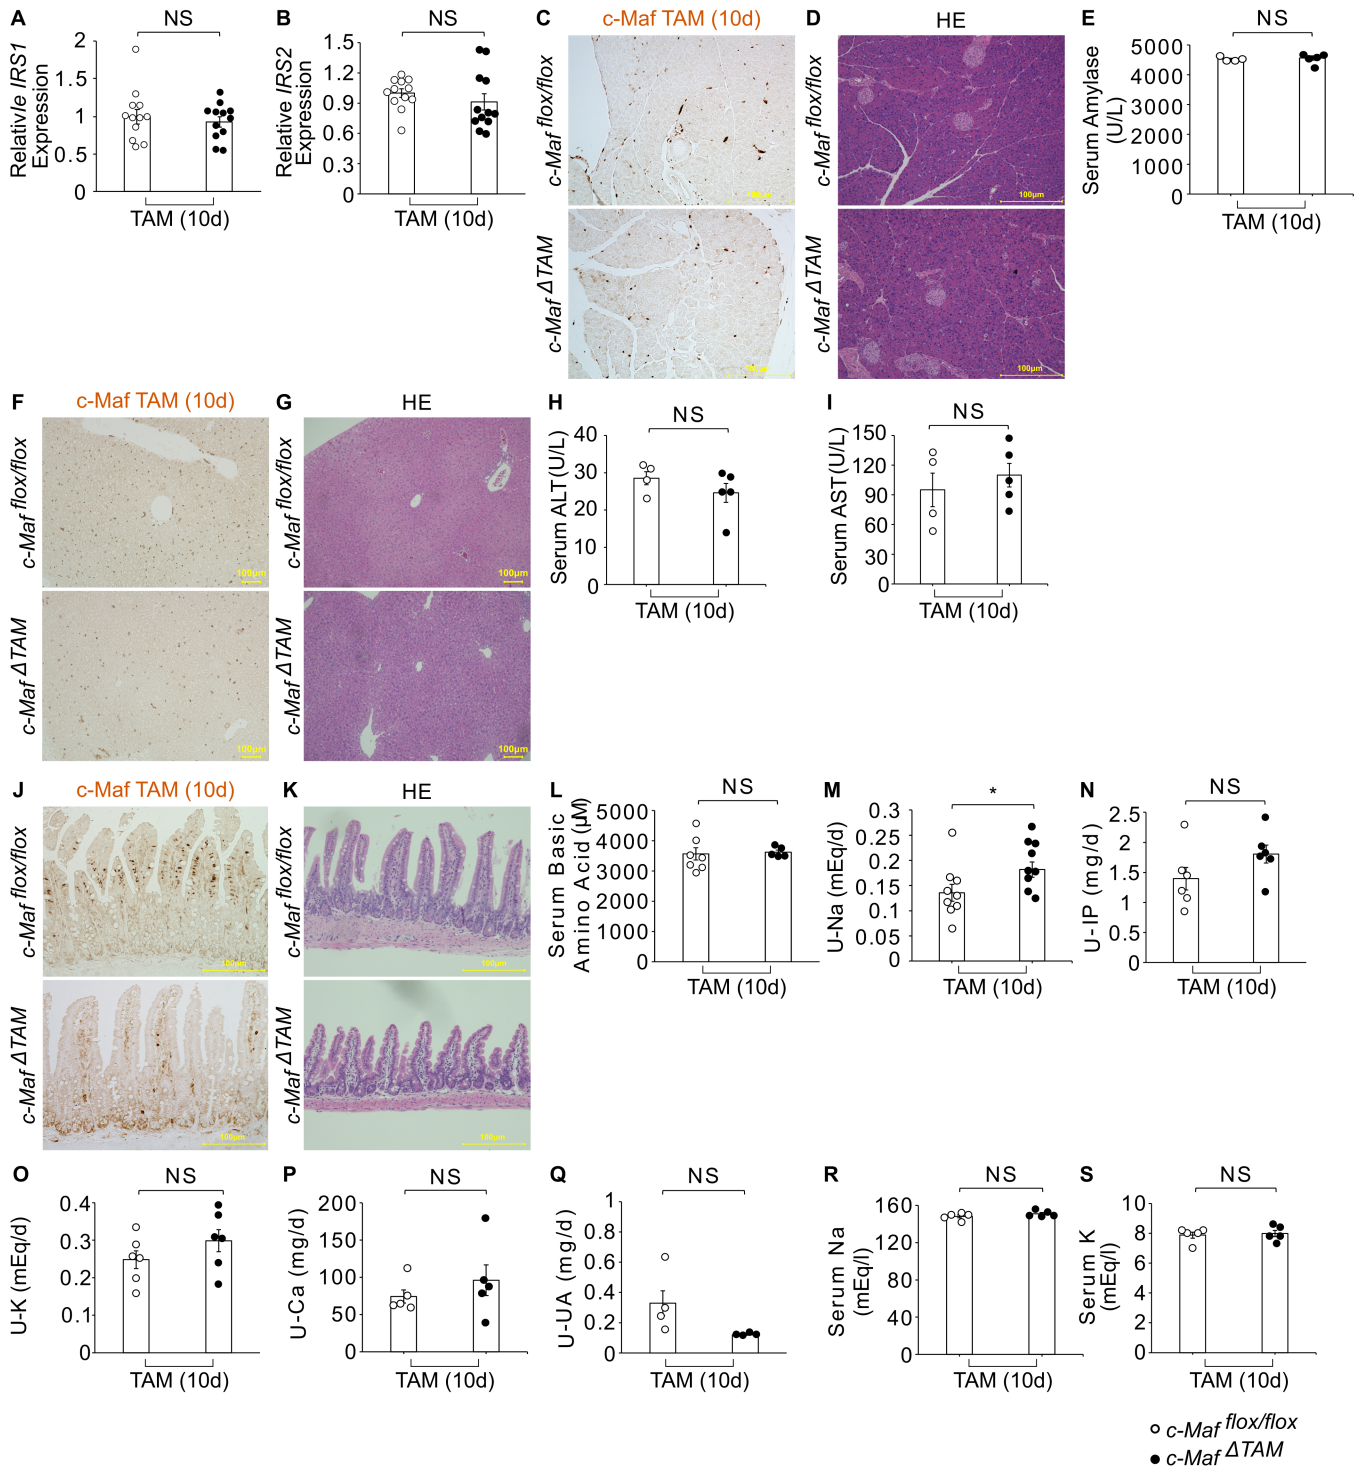 A
NS
Relative IRS1
Expression
2
1.5
1
0.5
0
TAM (10d)
B
NS
Relative IRS2
Expression
1.5
1.2
0.9
0.6
0.3
0
TAM (10d)
C
c-Maf TAM (10d)
c-Maf flox/flox
100μm
c-Maf ΔTAM
100μm
D
HE
c-Maf flox/flox
100μm
c-Maf ΔTAM
100μm
E
NS
Serum Amylase
(U/L)
5000
4000
3000
2000
1000
0
TAM (10d)
F
c-Maf TAM (10d)
c-Maf flox/flox
100μm
c-Maf ΔTAM
100μm
G
HE
c-Maf flox/flox
100μm
c-Maf ΔTAM
100μm
H
NS
Serum ALT (U/L)
40
30
20
10
0
TAM (10d)
I
NS
Serum AST (U/L)
150
120
90
60
30
0
TAM (10d)
J
c-Maf TAM (10d)
c-Maf flox/flox
100μm
c-Maf ΔTAM
100μm
K
HE
c-Maf flox/flox
100μm
c-Maf ΔTAM
100μm
L
NS
Serum Basic
Amino Acid (μM)
5000
4000
3000
2000
1000
0
TAM (10d)
M
*
U-Na (mEq/d)
0.3
0.25
0.2
0.15
0.1
0.05
0
TAM (10d)
N
NS
U-IP (mg/d)
2.5
2
1.5
1
0.5
0
TAM (10d)
O
NS
U-K (mEq/d)
0.4
0.3
0.2
0.1
0
TAM (10d)
P
NS
U-Ca (mg/d)
200
150
100
50
0
TAM (10d)
Q
NS
U-UA (mg/d)
1
0.8
0.6
0.4
0.2
0
TAM (10d)
R
NS
Serum Na
(mEq/l)
160
120
80
40
0
TAM (10d)
S
NS
Serum K
(mEq/l)
10
8
6
4
2
0
TAM (10d)
c-Maf flox/flox
c-Maf ΔTAM